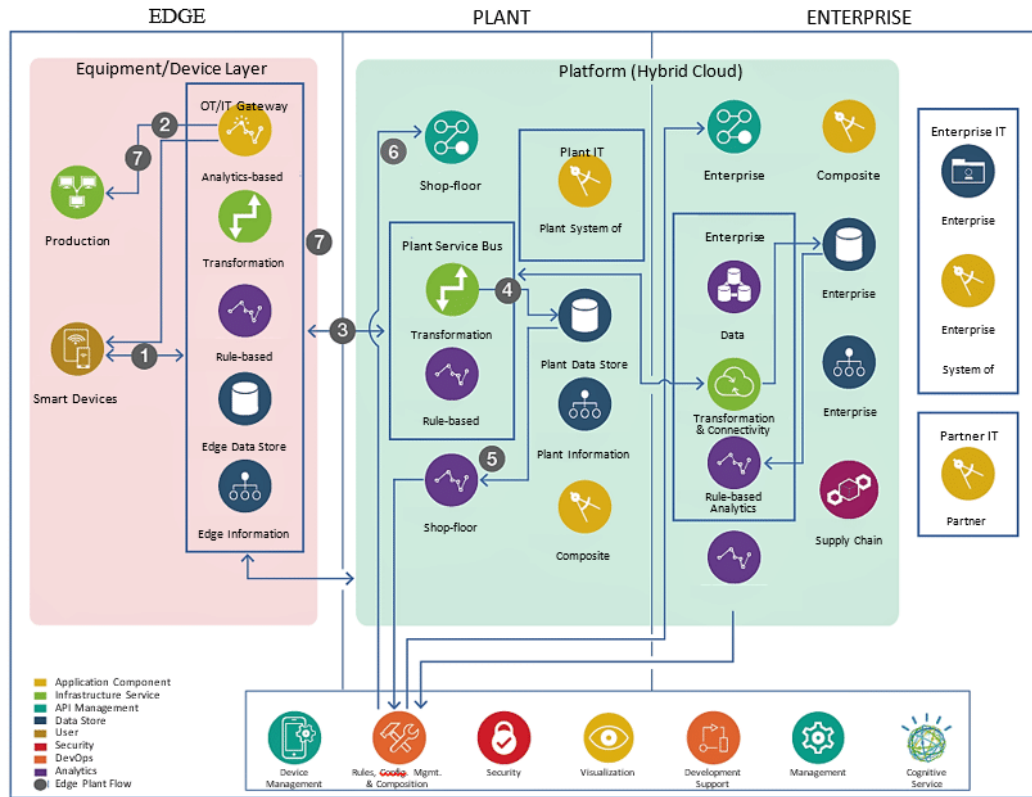 EDGE
PLANT
ENTERPRISE
Equipment/Device Layer
Platform (Hybrid Cloud)
OT/IT Gateway
2
7
Analytics-based
Production
Transformation
7
Rule-based
1
Smart Devices
Edge Data Store
Edge Information
3
6
Shop-floor
Plant IT
Plant System of
Plant Service Bus
4
Transformation
Plant Data Store
Rule-based
Plant Information
5
Shop-floor
Composite
Enterprise
Composite
Enterprise
Data
Enterprise
Transformation
& Connectivity
Enterprise
Rule-based
Analytics
Supply Chain
Enterprise IT
Enterprise
Enterprise
System of
Partner IT
Partner
Application Component
Infrastructure Service
API Management
Data Store
User
Security
DevOps
Analytics
Edge Plant Flow
Device
Management
Rules, Config. Mgmt.
& Composition
Security
Visualization
Development
Support
Management
Cognitive
Service